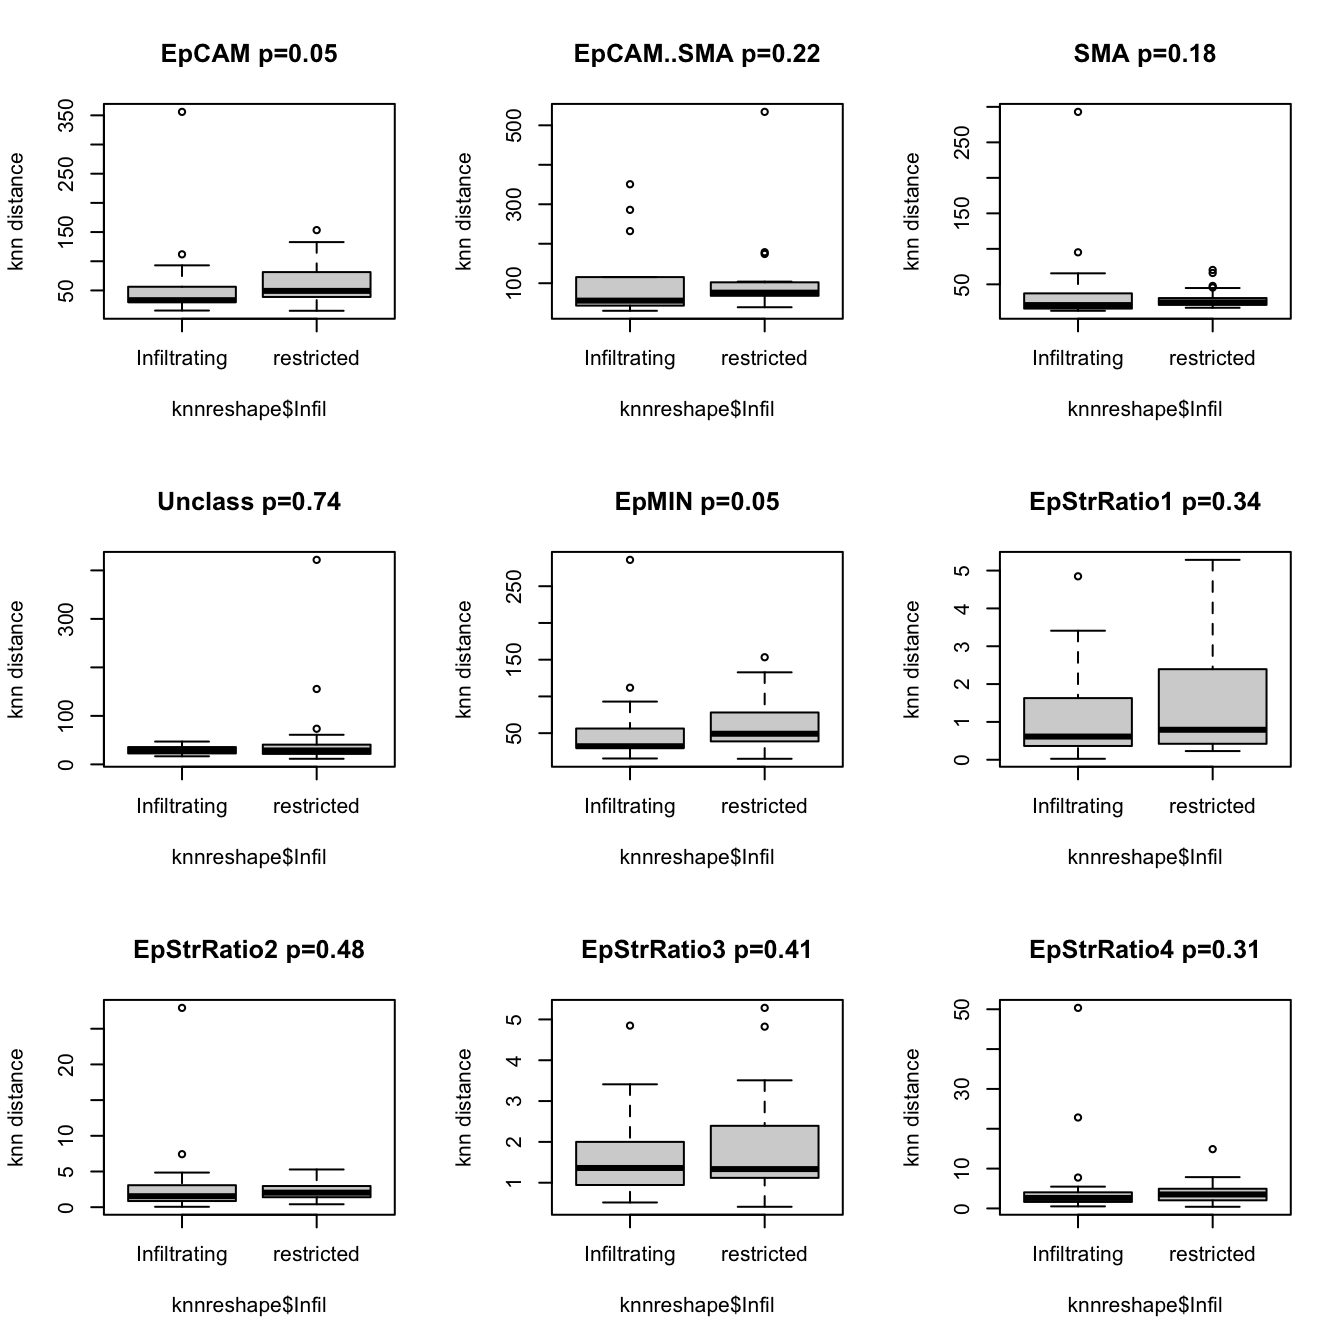 EpCAM p=0.05
knn distance
350
250
150
50
Infiltrating restricted
knnreshape$Infil
EpCAM..SMA p=0.22
knn distance
500
300
100
Infiltrating restricted
knnreshape$Infil
SMA p=0.18
knn distance
250
150
50
Infiltrating restricted
knnreshape$Infil
Unclass p=0.74
knn distance
300
100
0
Infiltrating restricted
knnreshape$Infil
EpMIN p=0.05
knn distance
250
150
50
Infiltrating restricted
knnreshape$Infil
EpStrRatio1 p=0.34
knn distance
5
4
3
2
1
0
Infiltrating restricted
knnreshape$Infil
EpStrRatio2 p=0.48
knn distance
20
10
5
0
Infiltrating restricted
knnreshape$Infil
EpStrRatio3 p=0.41
knn distance
5
4
3
2
1
Infiltrating restricted
knnreshape$Infil
EpStrRatio4 p=0.31
knn distance
50
30
10
0
Infiltrating restricted
knnreshape$Infil